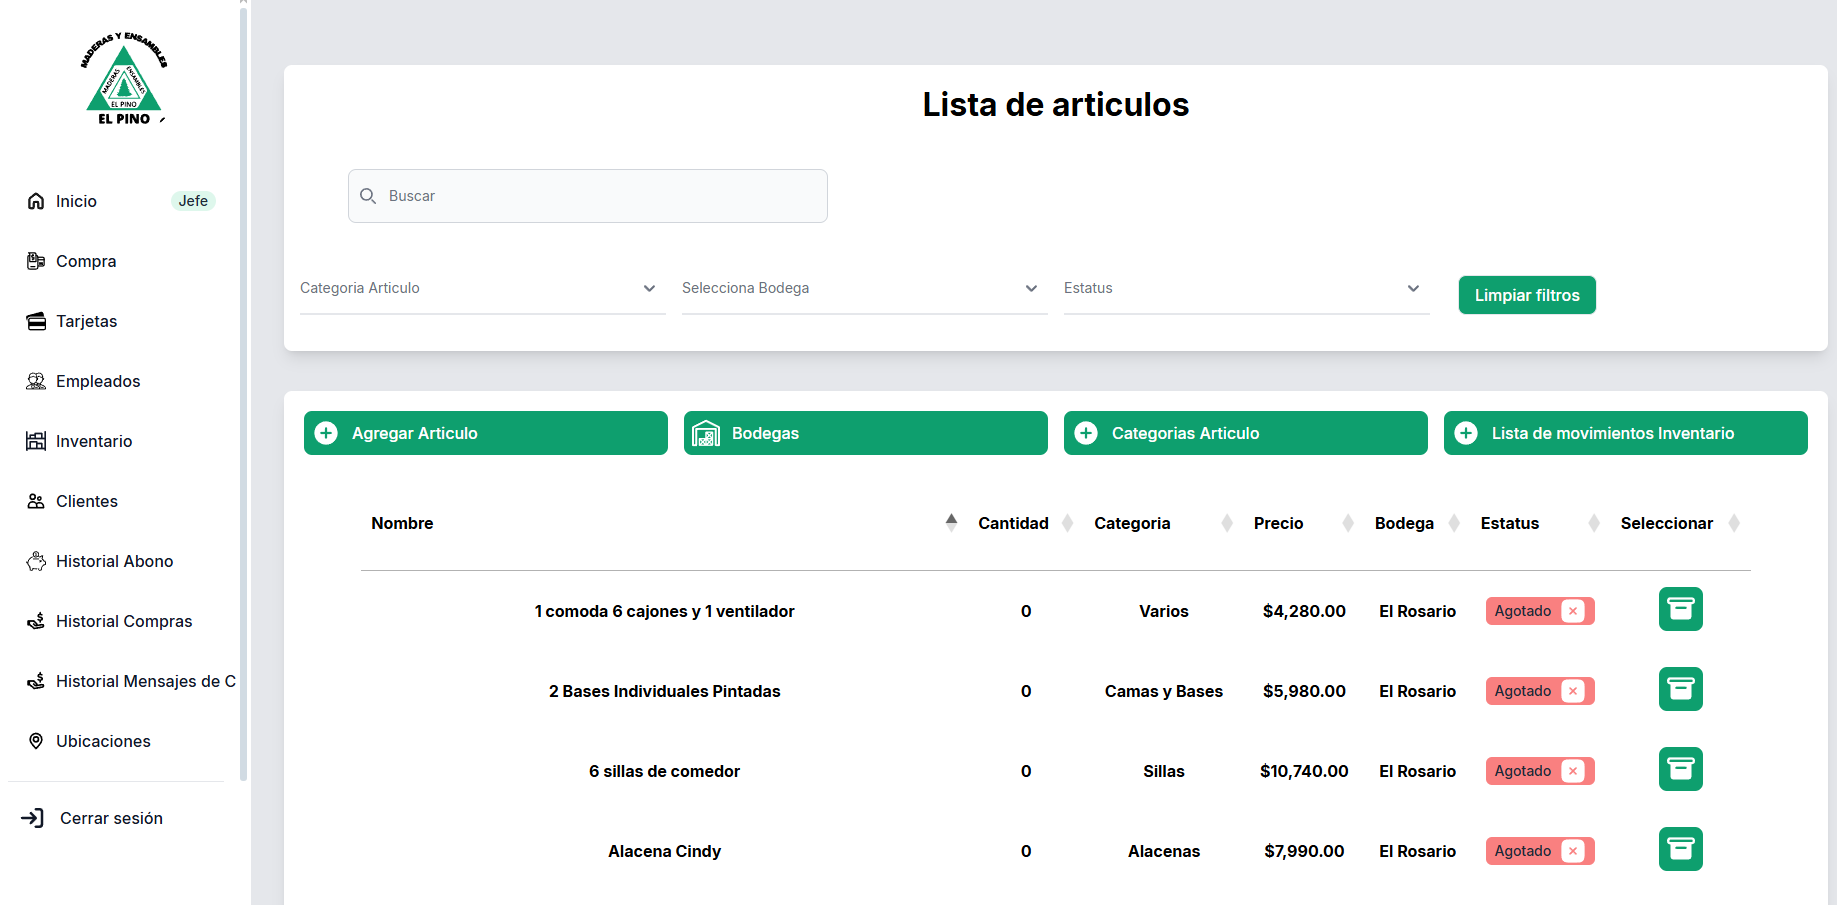 MADERAS Y ENSAMBLES
MADERAS
ENSAMBLES
EL PINO
EL PINO
Inicio
Jefe
Compra
Tarjetas
Empleados
Inventario
Clientes
Historial Abono
Historial Compras
Historial Mensajes de C
Ubicaciones
Cerrar sesión
Lista de articulos
Buscar
Categoria Articulo
Selecciona Bodega
Estatus
Limpiar filtros
Agregar Articulo
Bodegas
Categorias Articulo
Lista de movimientos Inventario
Nombre Cantidad Categoria Precio Bodega Estatus Seleccionar
1 comoda 6 cajones y 1 ventilador 0 Varios $4,280.00 El Rosario Agotado
2 Bases Individuales Pintadas 0 Camas y Bases $5,980.00 El Rosario Agotado
6 sillas de comedor 0 Sillas $10,740.00 El Rosario Agotado
Alacena Cindy 0 Alacenas $7,990.00 El Rosario Agotado